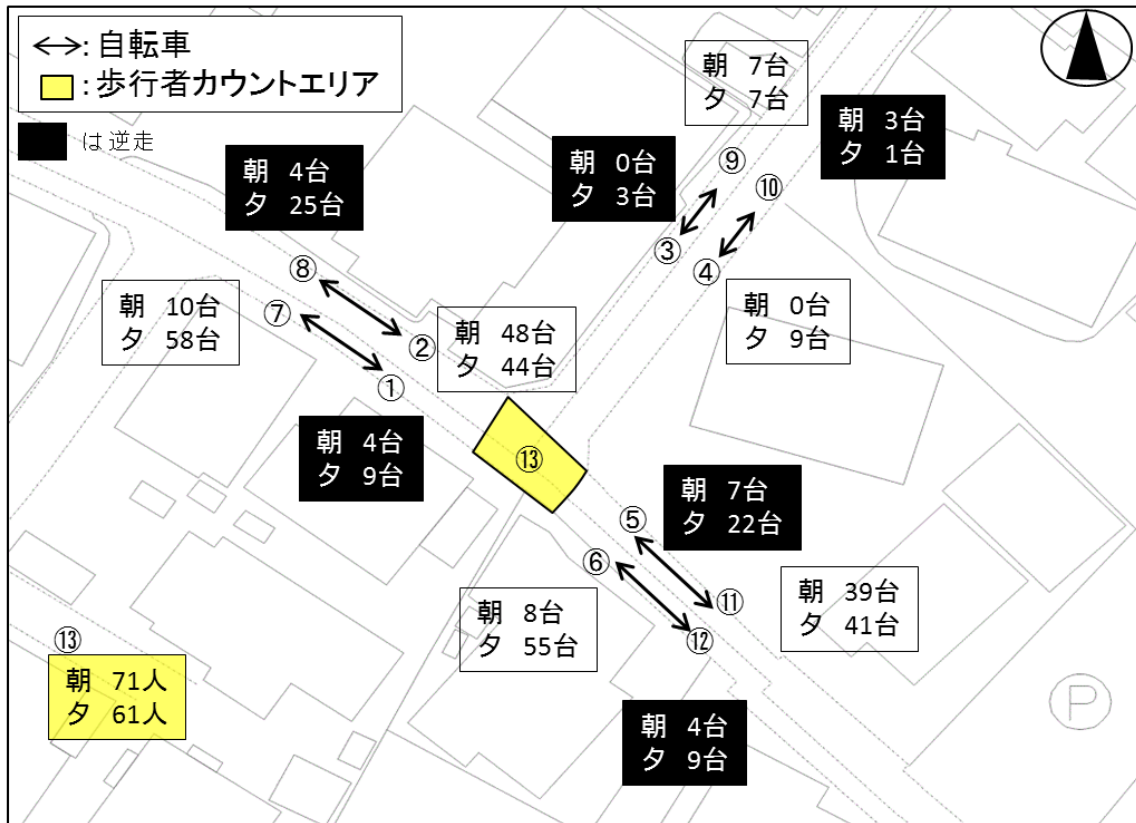 ⟷: 自転車
: 歩行者カウントエリア
は逆走
朝 7台
夕 7台
朝 3台
夕 1台
朝 0台
夕 3台
⑨
⑩
③
④
朝 4台
夕 25台
⑧
⑦
②
①
朝 10台
夕 58台
朝 48台
夕 44台
朝 0台
夕 9台
朝 4台
夕 9台
⑬
朝 7台
夕 22台
⑤
⑥
⑪
⑫
朝 39台
夕 41台
朝 8台
夕 55台
⑬
朝 71人
夕 61人
朝 4台
夕 9台
P